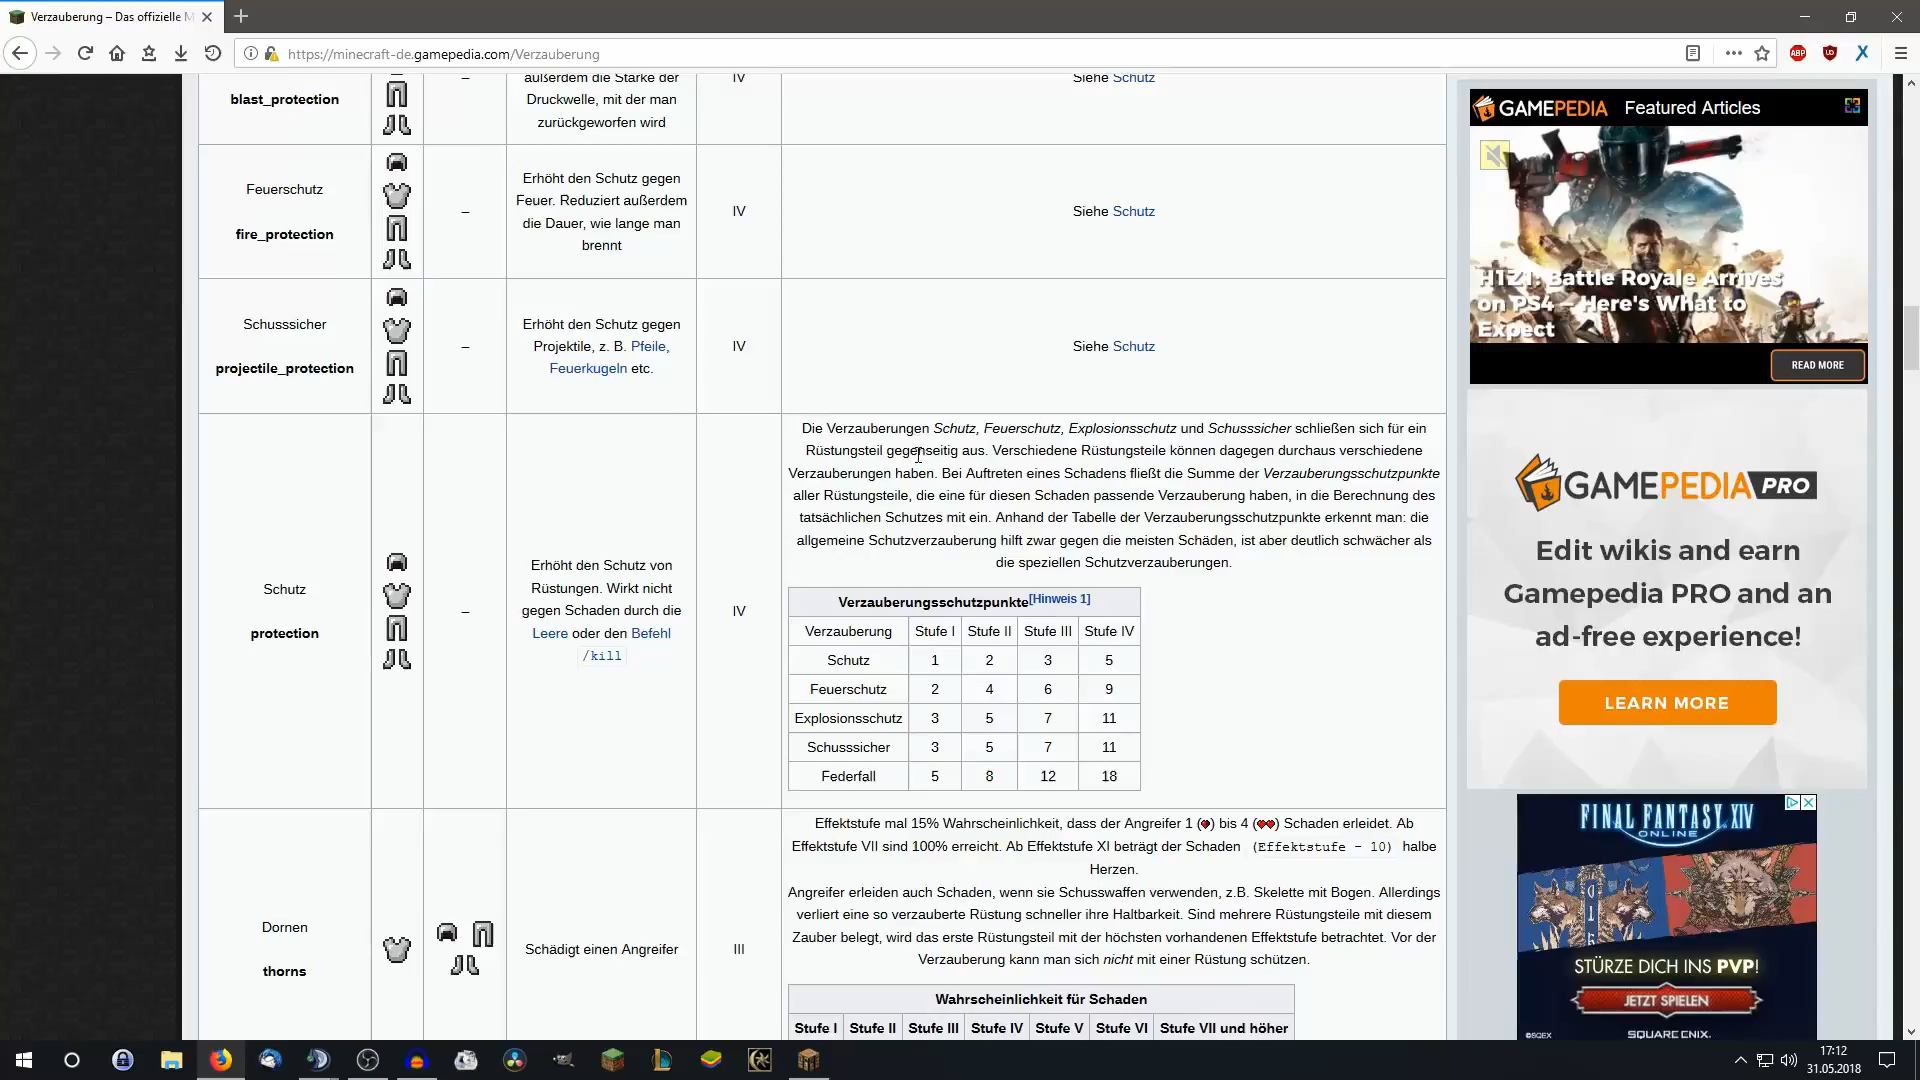 Verzauberung – Das offizielle M
https://minecraft-de.gamepedia.com/Verzauberung
ABP
blast_protection
–
außerdem die Stärke der
Druckwelle, mit der man
zurückgeworfen wird
IV
Siehe Schutz
Feuerschutz
fire_protection
–
Erhöht den Schutz gegen
Feuer. Reduziert außerdem
die Dauer, wie lange man
brennt
IV
Siehe Schutz
Schusssicher
projectile_protection
–
Erhöht den Schutz gegen
Projektile, z. B. Pfeile,
Feuerkugeln etc.
IV
Siehe Schutz
Schutz
protection
–
Erhöht den Schutz von
Rüstungen. Wirkt nicht
gegen Schaden durch die
Leere oder den Befehl
/kill
IV
Die Verzauberungen Schutz, Feuerschutz, Explosionsschutz und Schusssicher schließen sich für ein
Rüstungsteil gegenseitig aus. Verschiedene Rüstungsteile können dagegen durchaus verschiedene
Verzauberungen haben. Bei Auftreten eines Schadens fließt die Summe der Verzauberungsschutzpunkte
aller Rüstungsteile, die eine für diesen Schaden passende Verzauberung haben, in die Berechnung des
tatsächlichen Schutzes mit ein. Anhand der Tabelle der Verzauberungsschutzpunkte erkennt man: die
allgemeine Schutzverzauberung hilft zwar gegen die meisten Schäden, ist aber deutlich schwächer als
die speziellen Schutzverzauberungen.
Verzauberungsschutzpunkte[Hinweis 1]
Verzauberung Stufe I Stufe II Stufe III Stufe IV
Schutz 1 2 3 5
Feuerschutz 2 4 6 9
Explosionsschutz 3 5 7 11
Schusssicher 3 5 7 11
Federfall 5 8 12 18
Dornen
thorns
Schädigt einen Angreifer
III
Effektstufe mal 15% Wahrscheinlichkeit, dass der Angreifer 1 () bis 4 () Schaden erleidet. Ab
Effektstufe VII sind 100% erreicht. Ab Effektstufe XI beträgt der Schaden (Effektstufe - 10) halbe
Herzen.
Angreifer erleiden auch Schaden, wenn sie Schusswaffen verwenden, z.B. Skelette mit Bogen. Allerdings
verliert eine so verzauberte Rüstung schneller ihre Haltbarkeit. Sind mehrere Rüstungsteile mit diesem
Zauber belegt, wird das erste Rüstungsteil mit der höchsten vorhandenen Effektstufe betrachtet. Vor der
Verzauberung kann man sich nicht mit einer Rüstung schützen.
Wahrscheinlichkeit für Schaden
Stufe I Stufe II Stufe III Stufe IV Stufe V Stufe VI Stufe VII und höher
GAMEPEDIA Featured Articles
H1Z1: Battle Royale Arrives
on PS4 – Here's What to
Expect
READ MORE
GAMEPEDIA PRO
Edit wikis and earn
Gamepedia PRO and an
ad-free experience!
LEARN MORE
FINAL FANTASY XIV
ONLINE
STÜRZE DICH INS PVP!
JETZT SPIELEN
©SQEX
SQUARE ENIX.
17:12
31.05.2018